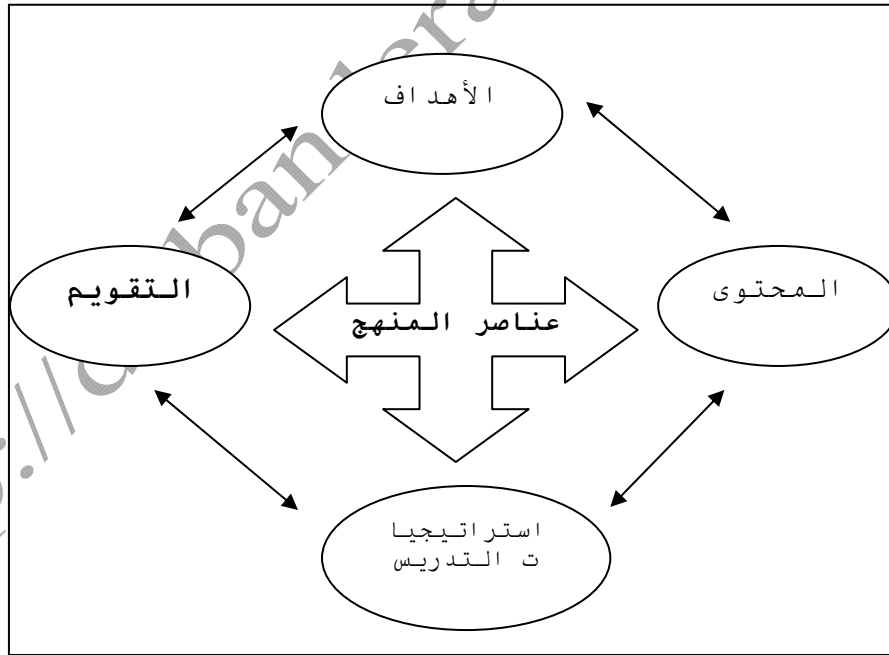 الأهداف
التقويم
عناصر المنهج
المحتوى
استراتيجيا
ت التدريس